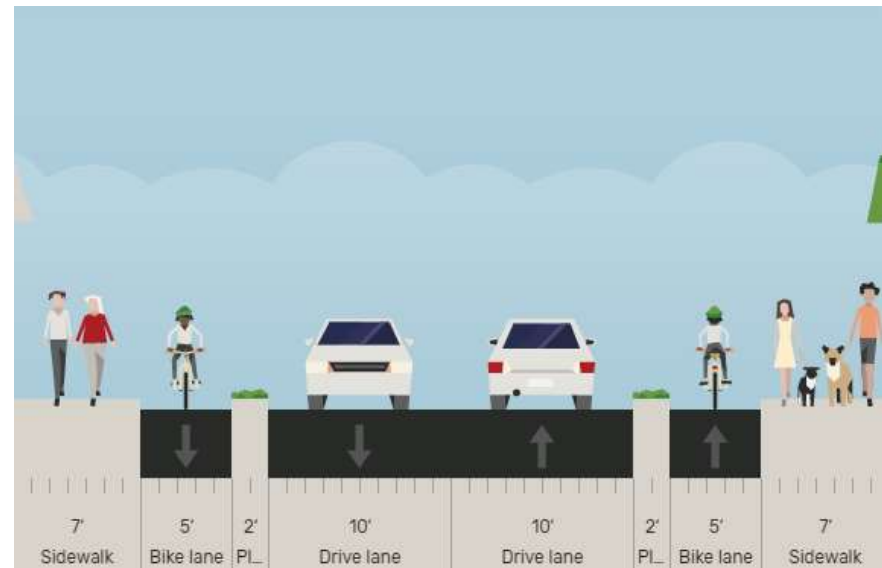 7' 5' 2' 10' 10' 2' 5' 7'
Sidewalk Bike lane Pl... Drive lane Drive lane Pl... Bike lane Sidewalk